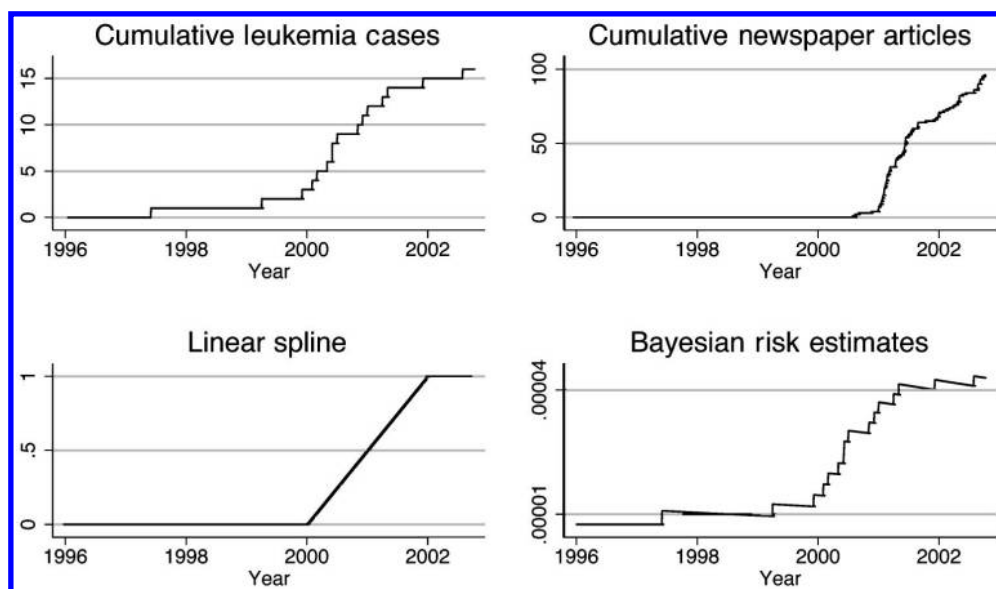 Cumulative leukemia cases
15
10
5
0
1996 1998 2000 2002
Year
Cumulative newspaper articles
100
50
0
1996 1998 2000 2002
Year
Linear spline
1
.5
0
1996 1998 2000 2002
Year
Bayesian risk estimates
.00004
.00001
1996 1998 2000 2002
Year